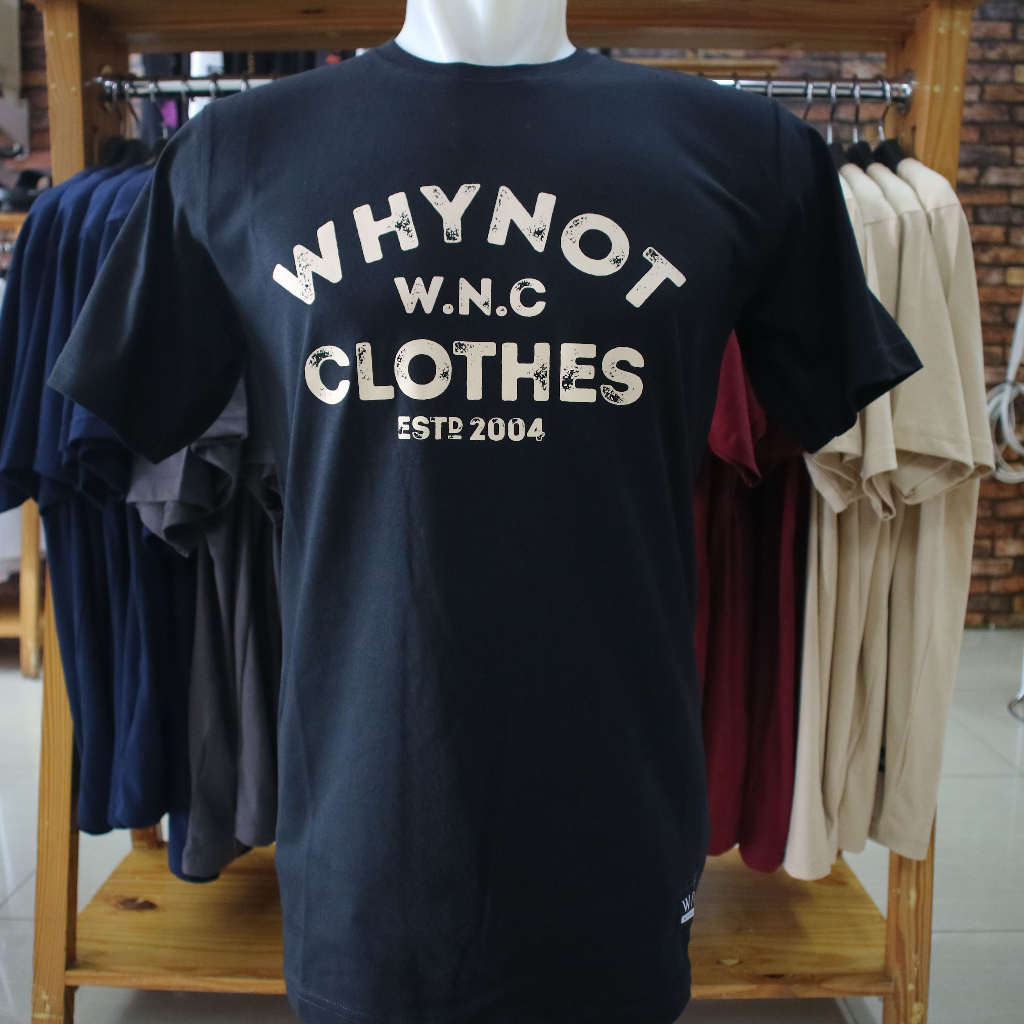 WHYNOT
W.N.C
CLOTHES
ESTD 2004